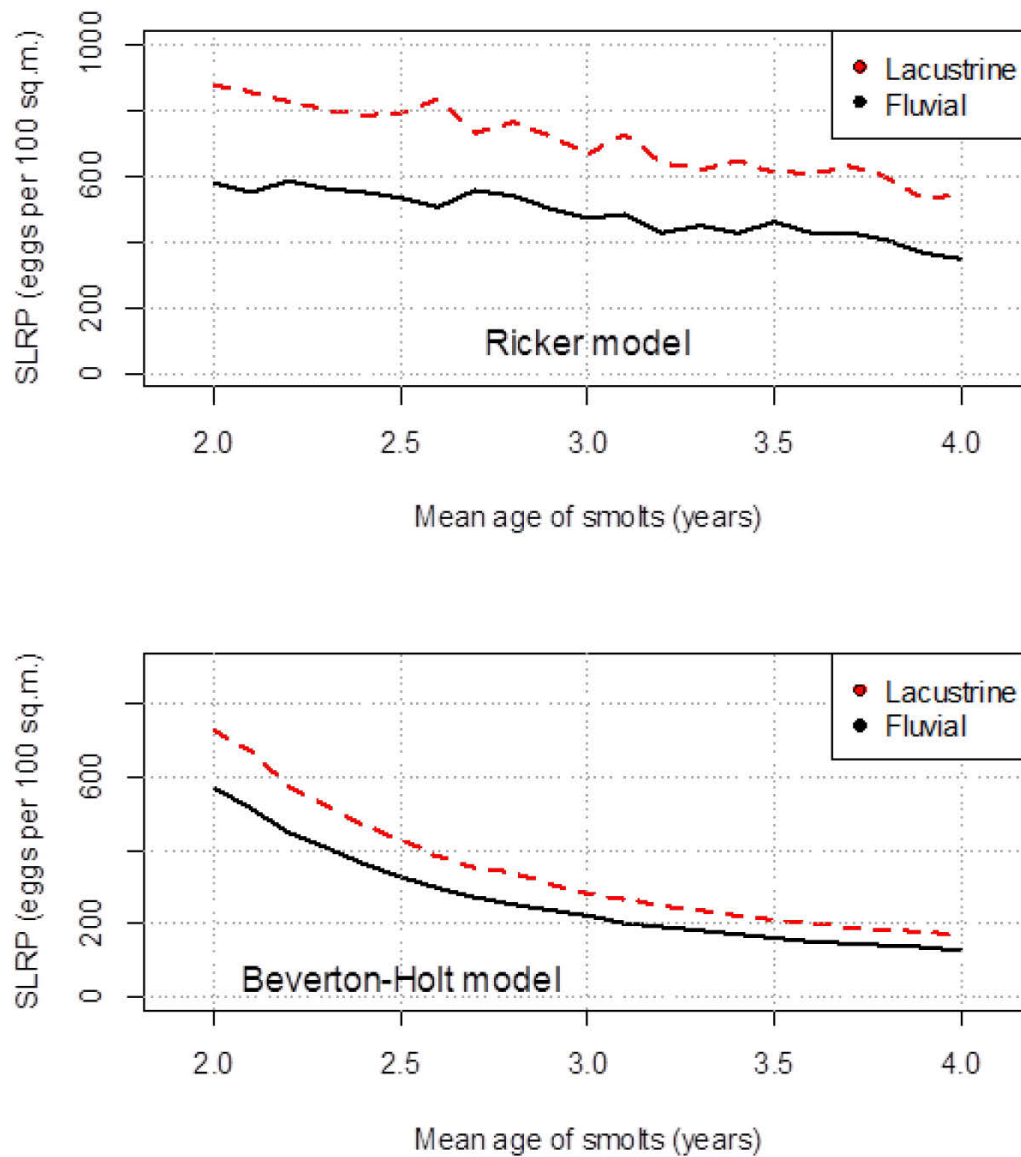 SLRP (eggs per 100 sq.m.)
1000
600
200
0
Lacustrine
Fluvial
Ricker model
2.0 2.5 3.0 3.5 4.0
Mean age of smolts (years)
SLRP (eggs per 100 sq.m.)
600
200
0
Lacustrine
Fluvial
Beverton-Holt model
2.0 2.5 3.0 3.5 4.0
Mean age of smolts (years)